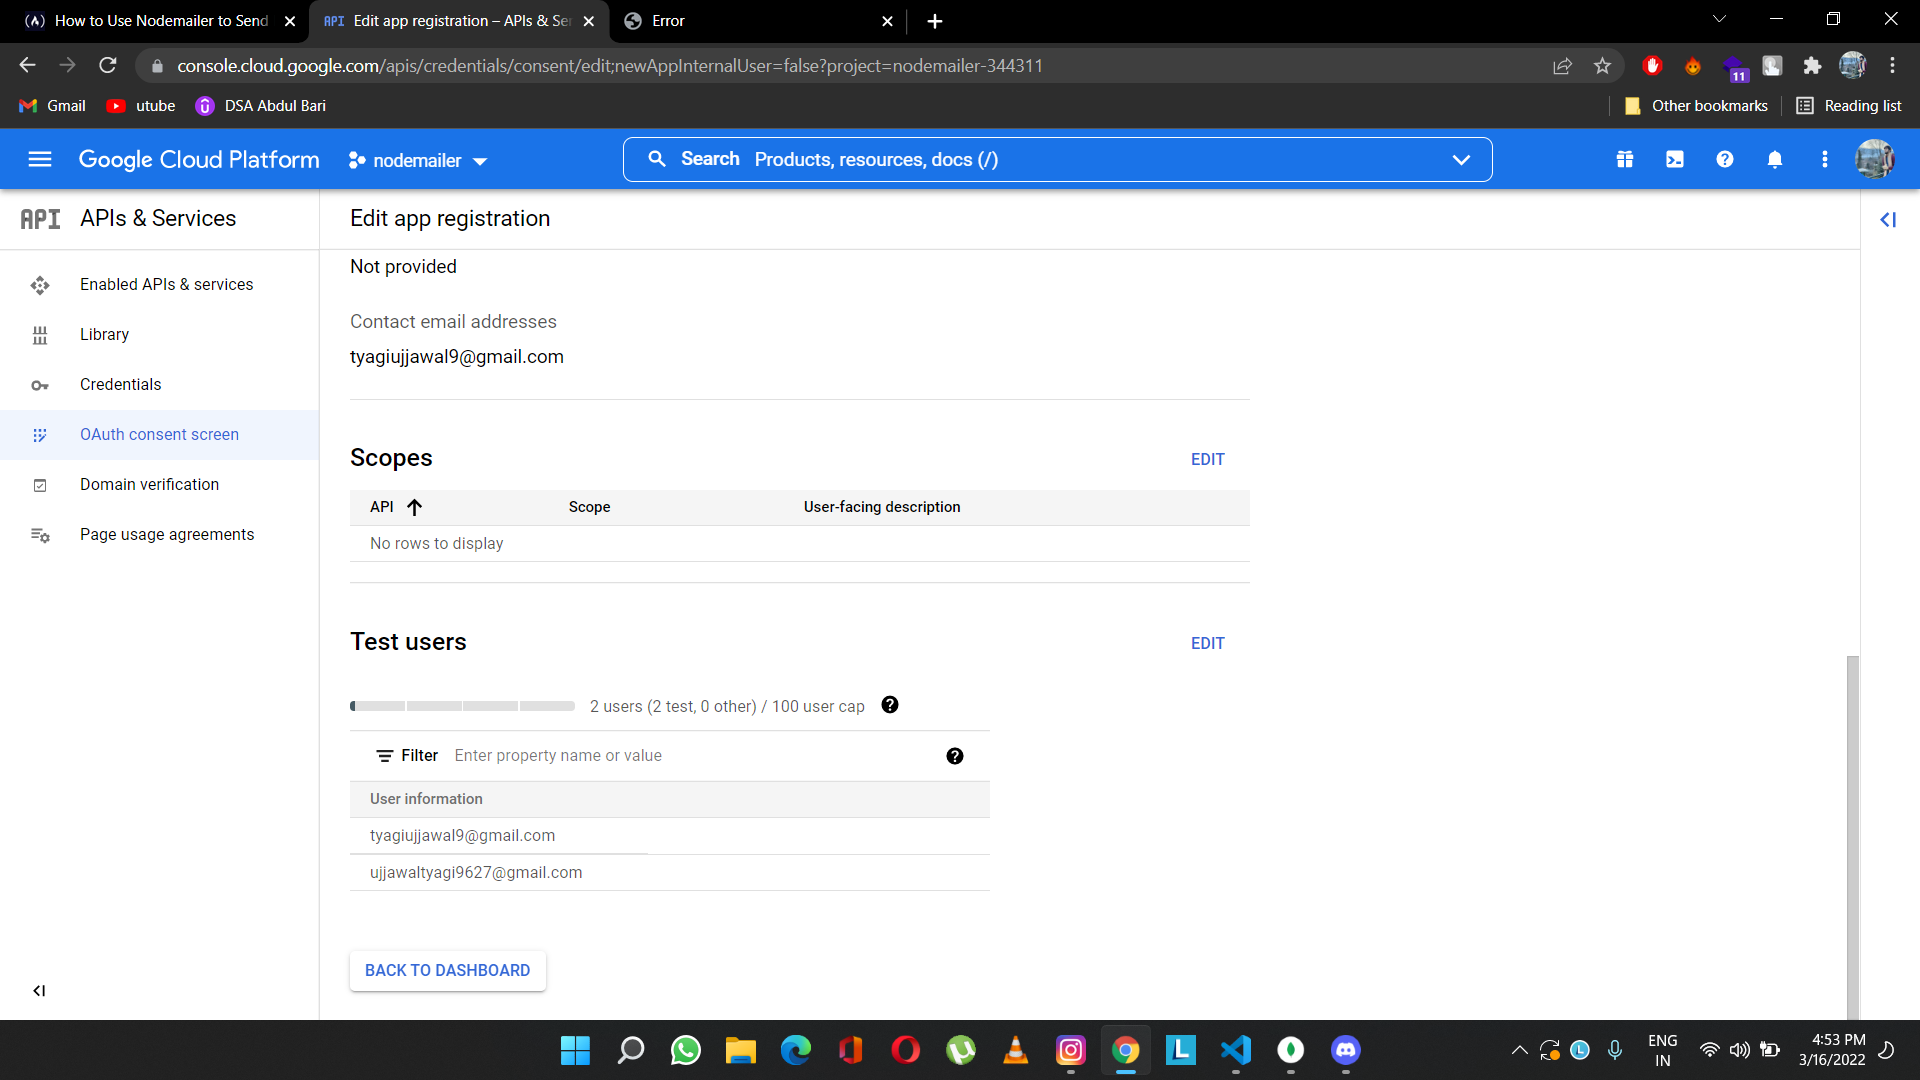 How to Use Nodemailer to Send
API Edit app registration – APIs & Ser
Error
console.cloud.google.com/apis/credentials/consent/edit;newAppInternalUser=false?project=nodemailer-344311
11
Gmail
utube
DSA Abdul Bari
Other bookmarks
Reading list
Google Cloud Platform
nodemailer
Search Products, resources, docs (/)
API APIs & Services
Edit app registration
Enabled APIs & services
Library
Credentials
OAuth consent screen
Domain verification
Page usage agreements
Not provided
Contact email addresses
tyagiujjawal9@gmail.com
Scopes
EDIT
API Scope User-facing description
No rows to display
Test users
EDIT
2 users (2 test, 0 other) / 100 user cap
Filter Enter property name or value
User information
tyagiujjawal9@gmail.com
ujjawaltyagi9627@gmail.com
BACK TO DASHBOARD
L
ENG
IN
4:53 PM
3/16/2022